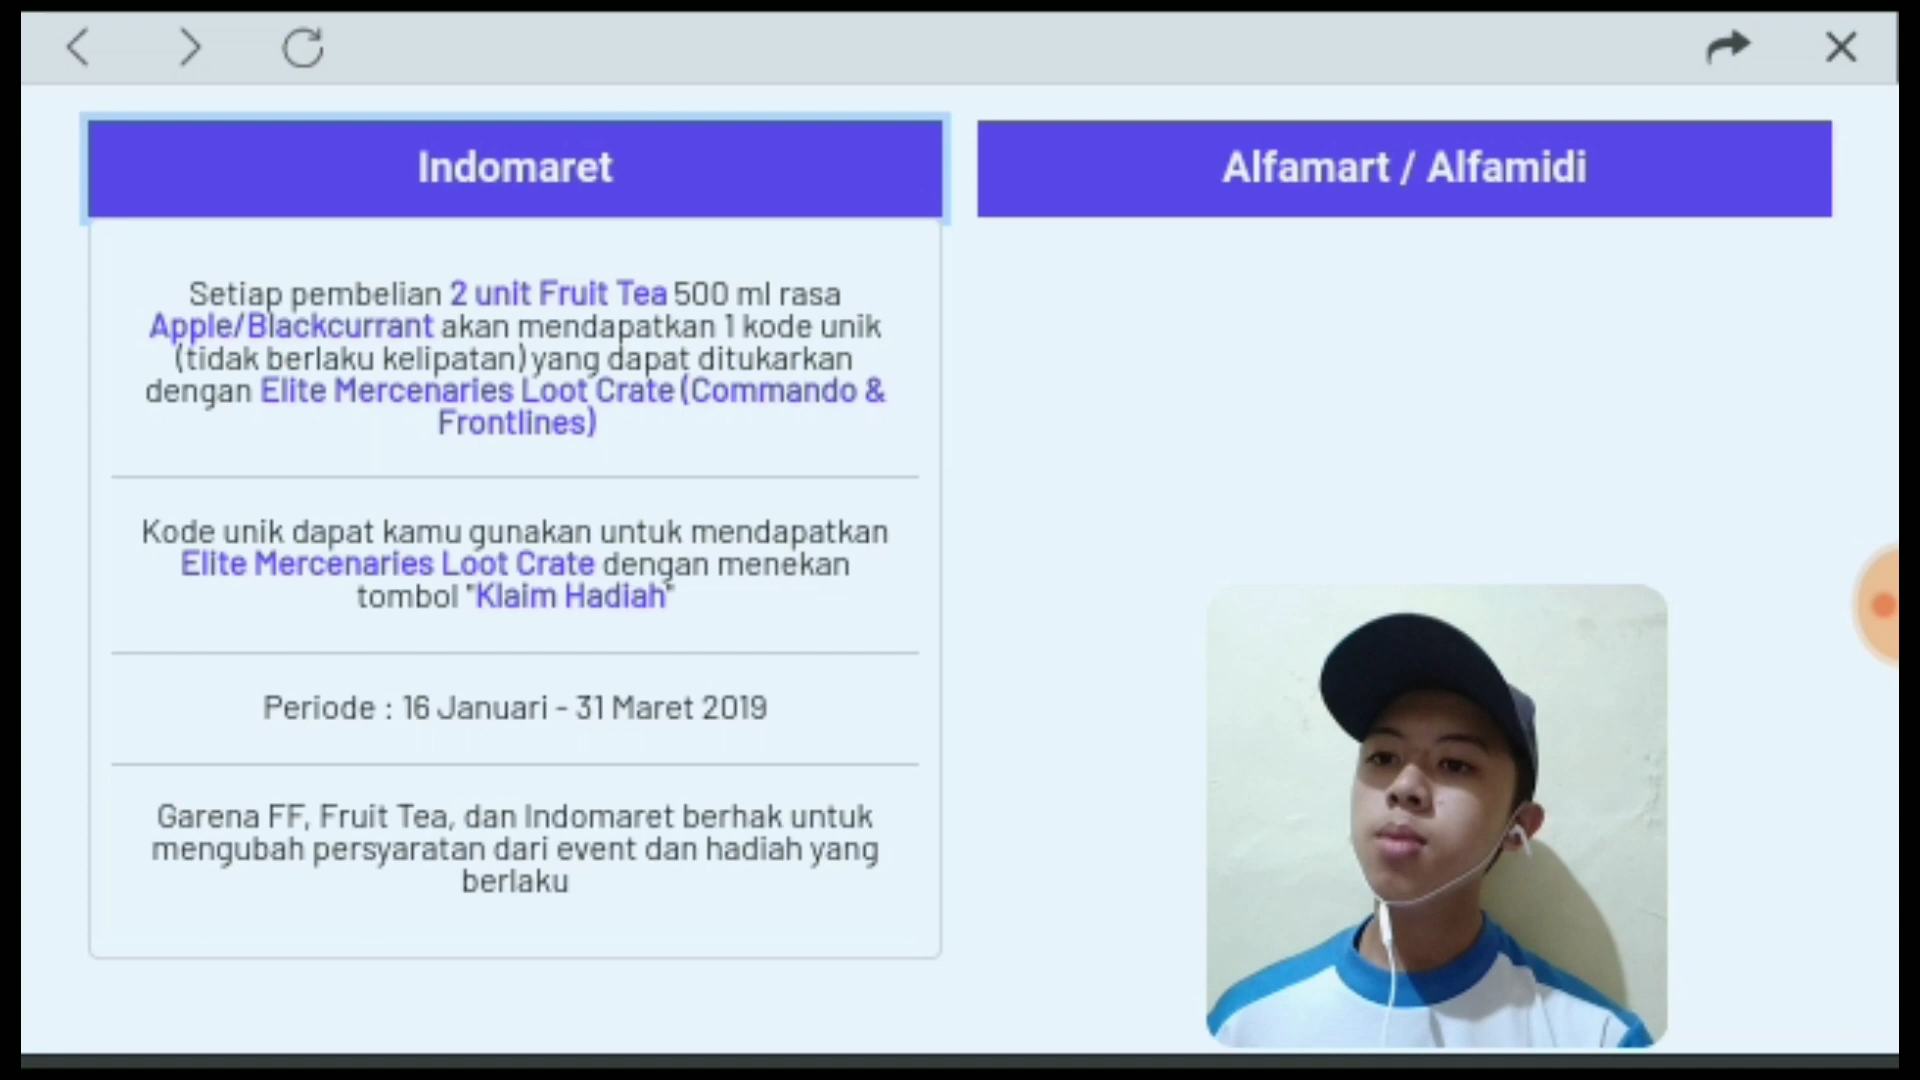 Indomaret
Alfamart / Alfamidi
Setiap pembelian 2 unit Fruit Tea 500 ml rasa
Apple/Blackcurrant akan mendapatkan 1 kode unik
(tidak berlaku kelipatan) yang dapat ditukarkan
dengan Elite Mercenaries Loot Crate (Commando &
Frontlines)
Kode unik dapat kamu gunakan untuk mendapatkan
Elite Mercenaries Loot Crate dengan menekan
tombol "Klaim Hadiah"
Periode : 16 Januari - 31 Maret 2019
Garena FF, Fruit Tea, dan Indomaret berhak untuk
mengubah persyaratan dari event dan hadiah yang
berlaku